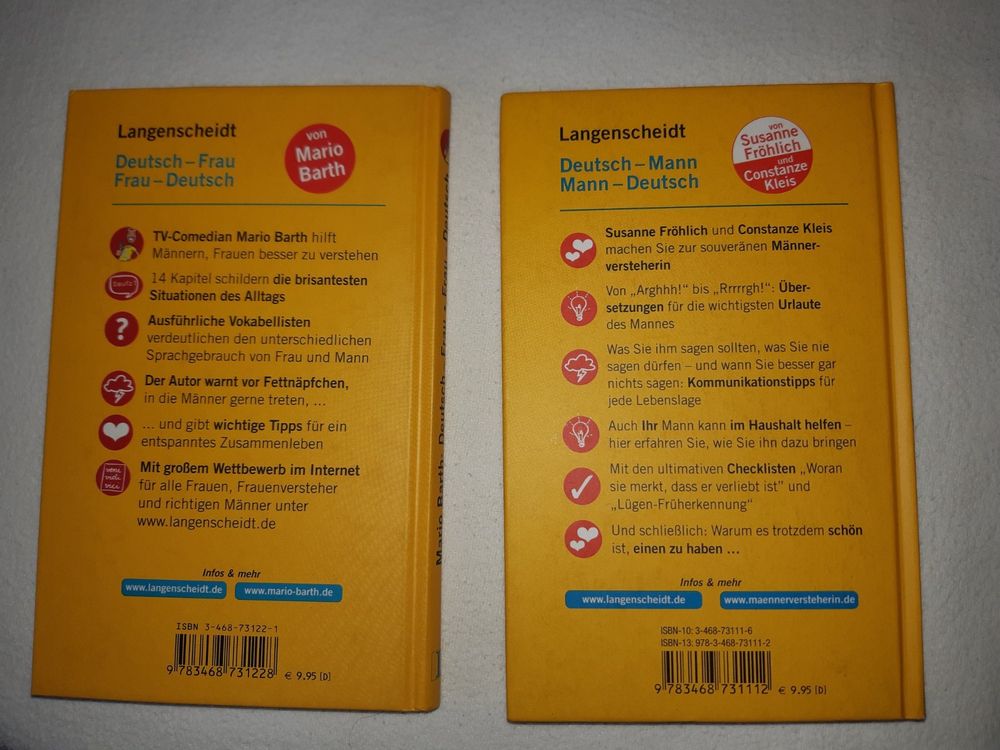 Langenscheidt
Deutsch – Frau
Frau – Deutsch
von
Mario
Barth
TV-Comedian Mario Barth hilft
Männern, Frauen besser zu verstehen
14 Kapitel schildern die brisantesten
Situationen des Alltags
Ausführliche Vokabellisten
verdeutlichen den unterschiedlichen
Sprachgebrauch von Frau und Mann
Der Autor warnt vor Fettnäpfchen,
in die Männer gerne treten, ...
... und gibt wichtige Tipps für ein
entspanntes Zusammenleben
veni
vidi
vici
Mit großem Wettbewerb im Internet
für alle Frauen, Frauenversteher
und richtigen Männer unter
www.langenscheidt.de
Infos & mehr
www.langenscheidt.de
www.mario-barth.de
ISBN 3-468-73122-1
9 783468 731228
€ 9.95 [D]
Mario Barth: Deutsch–Frau, Frau–Deutsch
Langenscheidt
Deutsch – Mann
Mann – Deutsch
von
Susanne
Fröhlich
und
Constanze
Kleis
Susanne Fröhlich und Constanze Kleis
machen Sie zur souveränen Männer-
versteherin
Von „Arghhh!“ bis „Rrrrrgh!“: Über-
setzungen für die wichtigsten Urlaute
des Mannes
Was Sie ihm sagen sollten, was Sie nie
sagen dürfen – und wann Sie besser gar
nichts sagen: Kommunikationstipps für
jede Lebenslage
Auch Ihr Mann kann im Haushalt helfen –
hier erfahren Sie, wie Sie ihn dazu bringen
Mit den ultimativen Checklisten „Woran
sie merkt, dass er verliebt ist“ und
„Lügen-Früherkennung“
Und schließlich: Warum es trotzdem schön
ist, einen zu haben ...
Infos & mehr
www.langenscheidt.de
www.maennerversteherin.de
ISBN-10: 3-468-73111-6
ISBN-13: 978-3-468-73111-2
9 783468 731112
€ 9.95 [D]